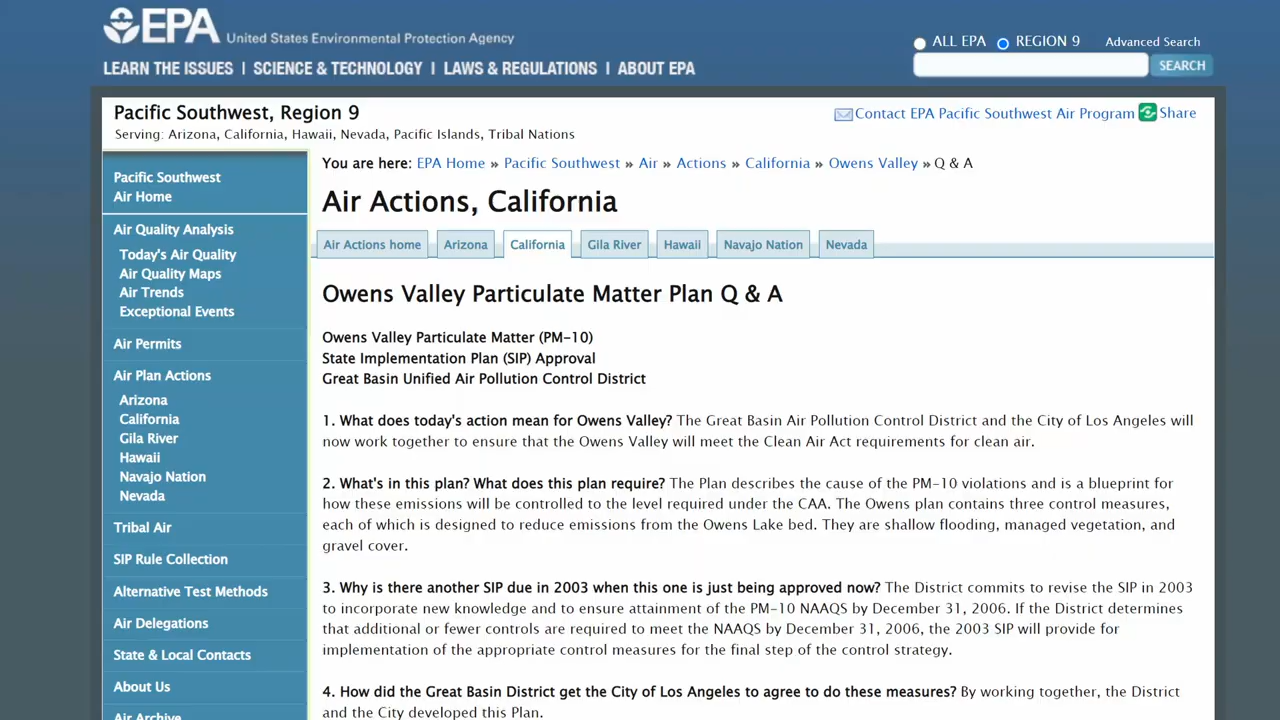 EPA United States Environmental Protection Agency
ALL EPA REGION 9 Advanced Search
LEARN THE ISSUES | SCIENCE & TECHNOLOGY | LAWS & REGULATIONS | ABOUT EPA
SEARCH
Pacific Southwest, Region 9
Serving: Arizona, California, Hawaii, Nevada, Pacific Islands, Tribal Nations
Contact EPA Pacific Southwest Air Program Share
Pacific Southwest
Air Home
Air Quality Analysis
Today's Air Quality
Air Quality Maps
Air Trends
Exceptional Events
Air Permits
Air Plan Actions
Arizona
California
Gila River
Hawaii
Navajo Nation
Nevada
Tribal Air
SIP Rule Collection
Alternative Test Methods
Air Delegations
State & Local Contacts
About Us
Air Archive
You are here: EPA Home » Pacific Southwest » Air » Actions » California » Owens Valley » Q & A
Air Actions, California
Air Actions home Arizona California Gila River Hawaii Navajo Nation Nevada
Owens Valley Particulate Matter Plan Q & A
Owens Valley Particulate Matter (PM-10)
State Implementation Plan (SIP) Approval
Great Basin Unified Air Pollution Control District
1. What does today's action mean for Owens Valley? The Great Basin Air Pollution Control District and the City of Los Angeles will
now work together to ensure that the Owens Valley will meet the Clean Air Act requirements for clean air.
2. What's in this plan? What does this plan require? The Plan describes the cause of the PM-10 violations and is a blueprint for
how these emissions will be controlled to the level required under the CAA. The Owens plan contains three control measures,
each of which is designed to reduce emissions from the Owens Lake bed. They are shallow flooding, managed vegetation, and
gravel cover.
3. Why is there another SIP due in 2003 when this one is just being approved now? The District commits to revise the SIP in 2003
to incorporate new knowledge and to ensure attainment of the PM-10 NAAQS by December 31, 2006. If the District determines
that additional or fewer controls are required to meet the NAAQS by December 31, 2006, the 2003 SIP will provide for
implementation of the appropriate control measures for the final step of the control strategy.
4. How did the Great Basin District get the City of Los Angeles to agree to do these measures? By working together, the District
and the City developed this Plan.